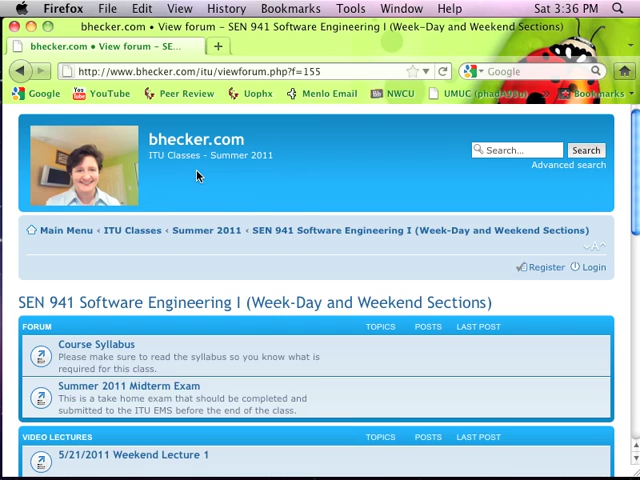 Firefox File Edit View History Bookmarks Tools Window Sat 3:36 PM
bhecker.com • View forum - SEN 941 Software Engineering I (Week-Day and Weekend Sections)
bhecker.com • View forum - SE...
http://www.bhecker.com/itu/viewforum.php?f=155
Google
Google YouTube Peer Review Uophx Menlo Email NWCU UMUC Bookmarks
bhecker.com
ITU Classes - Summer 2011
Search... Search
Advanced search
Main Menu ‹ ITU Classes ‹ Summer 2011 ‹ SEN 941 Software Engineering I (Week-Day and Weekend Sections)
Register Login
SEN 941 Software Engineering I (Week-Day and Weekend Sections)
FORUM TOPICS POSTS LAST POST
Course Syllabus
Please make sure to read the syllabus so you know what is
required for this class.
Summer 2011 Midterm Exam
This is a take home exam that should be completed and
submitted to the ITU EMS before the end of the class.
VIDEO LECTURES TOPICS POSTS LAST POST
5/21/2011 Weekend Lecture 1